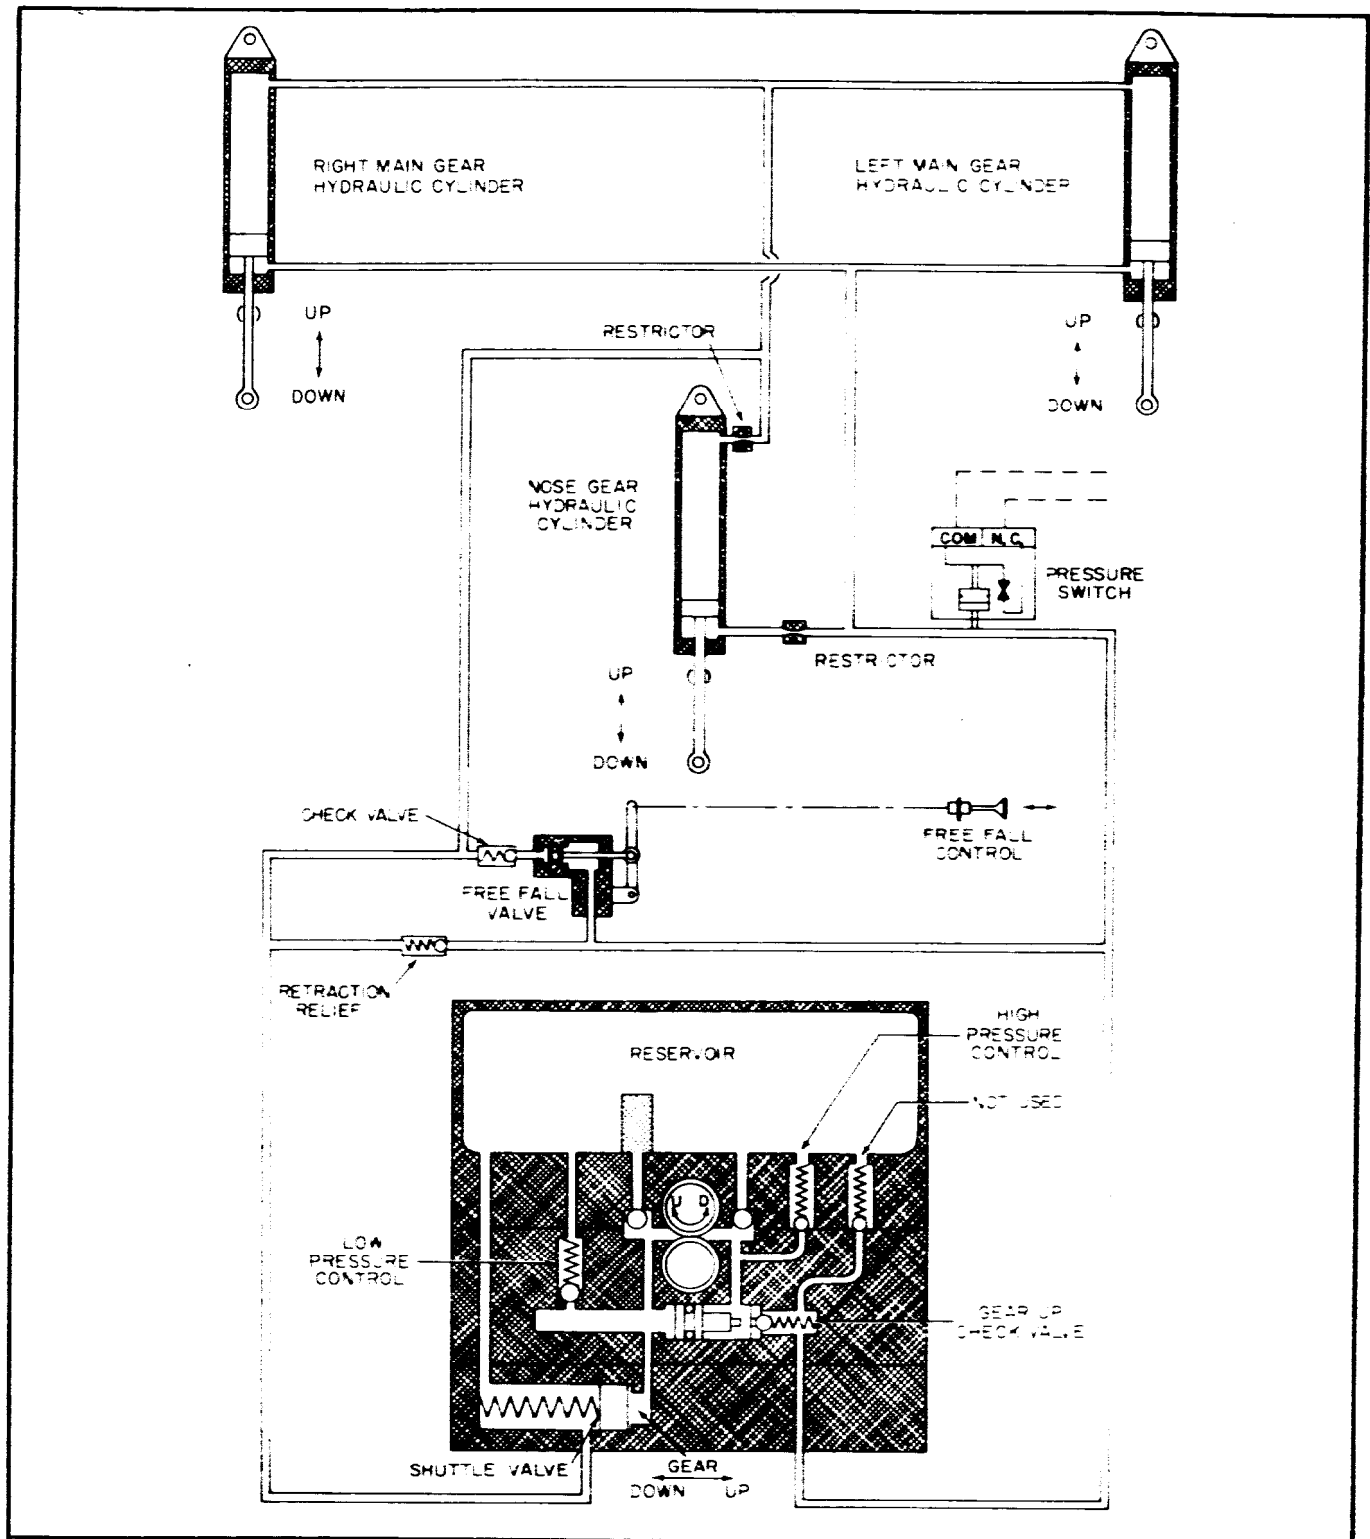 RIGHT MAIN GEAR
HYDRAULIC CYLINDER
LEFT MAIN GEAR
HYDRAULIC CYLINDER
UP
DOWN
UP
DOWN
RESTRICTOR
NOSE GEAR
HYDRAULIC
CYLINDER
COM
N.C.
PRESSURE
SWITCH
RESTRICTOR
UP
DOWN
CHECK VALVE
FREE FALL
CONTROL
FREE FALL
VALVE
RETRACTION
RELIEF
HIGH
PRESSURE
CONTROL
RESERVOIR
NOT USED
U D
LOW
PRESSURE
CONTROL
GEAR UP
CHECK VALVE
SHUTTLE VALVE
GEAR
DOWN UP